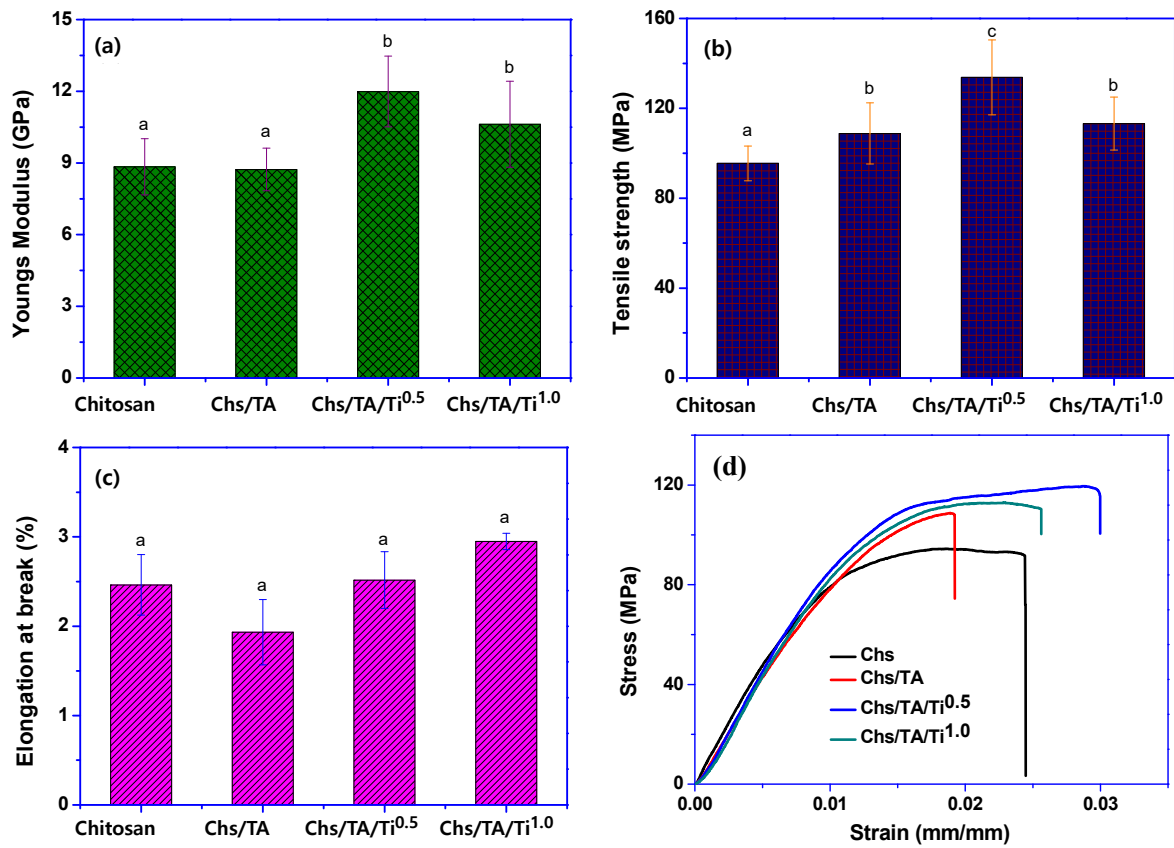 (a)
Youngs Modulus (GPa)
15
12
9
6
3
0
a
a
b
b
Chitosan
Chs/TA
Chs/TA/Ti0.5
Chs/TA/Ti1.0
(b)
Tensile strength (MPa)
160
120
80
40
0
a
b
c
b
Chitosan
Chs/TA
Chs/TA/Ti0.5
Chs/TA/Ti1.0
(c)
Elongation at break (%)
4
3
2
1
0
a
a
a
a
Chitosan
Chs/TA
Chs/TA/Ti0.5
Chs/TA/Ti1.0
(d)
Stress (MPa)
120
80
40
0
Chs
Chs/TA
Chs/TA/Ti0.5
Chs/TA/Ti1.0
0.00
0.01
0.02
0.03
Strain (mm/mm)